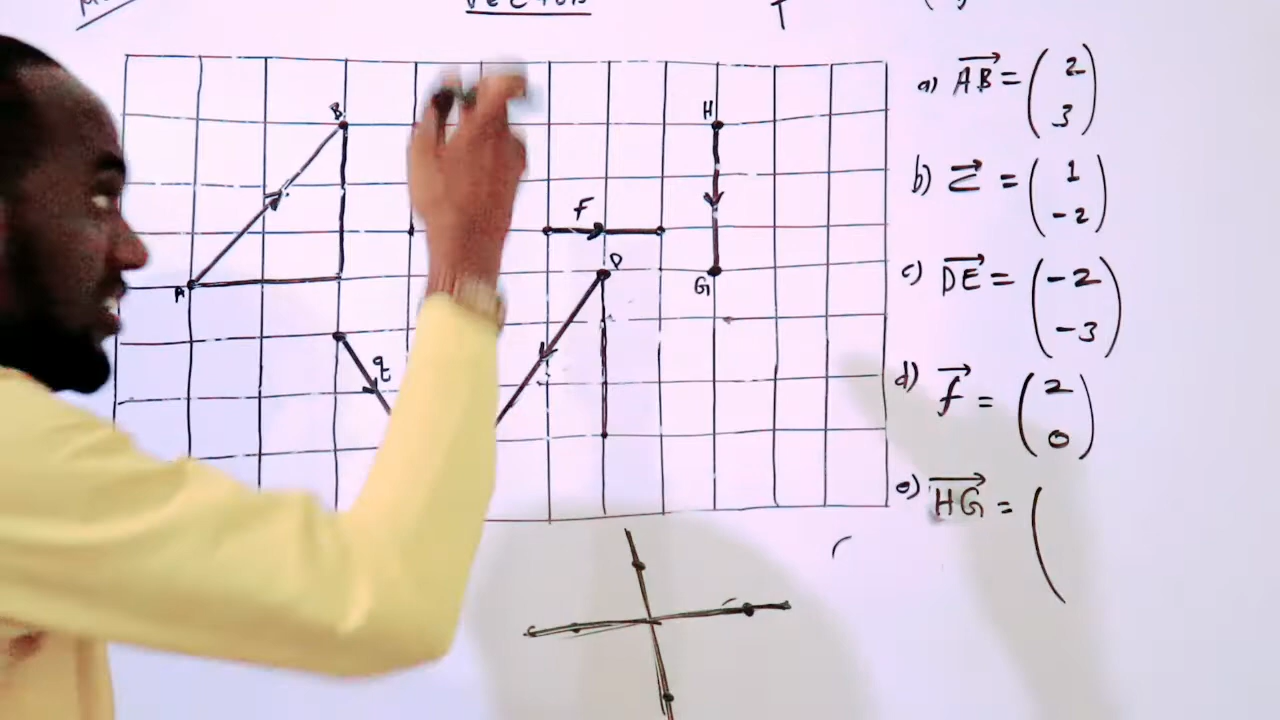 Vectors
B
H
F
D
A
G
q
a) AB = ( 2
3 )
b) q = ( 1
-2 )
c) DE = ( -2
-3 )
d) f = ( 2
0 )
e) HG = (